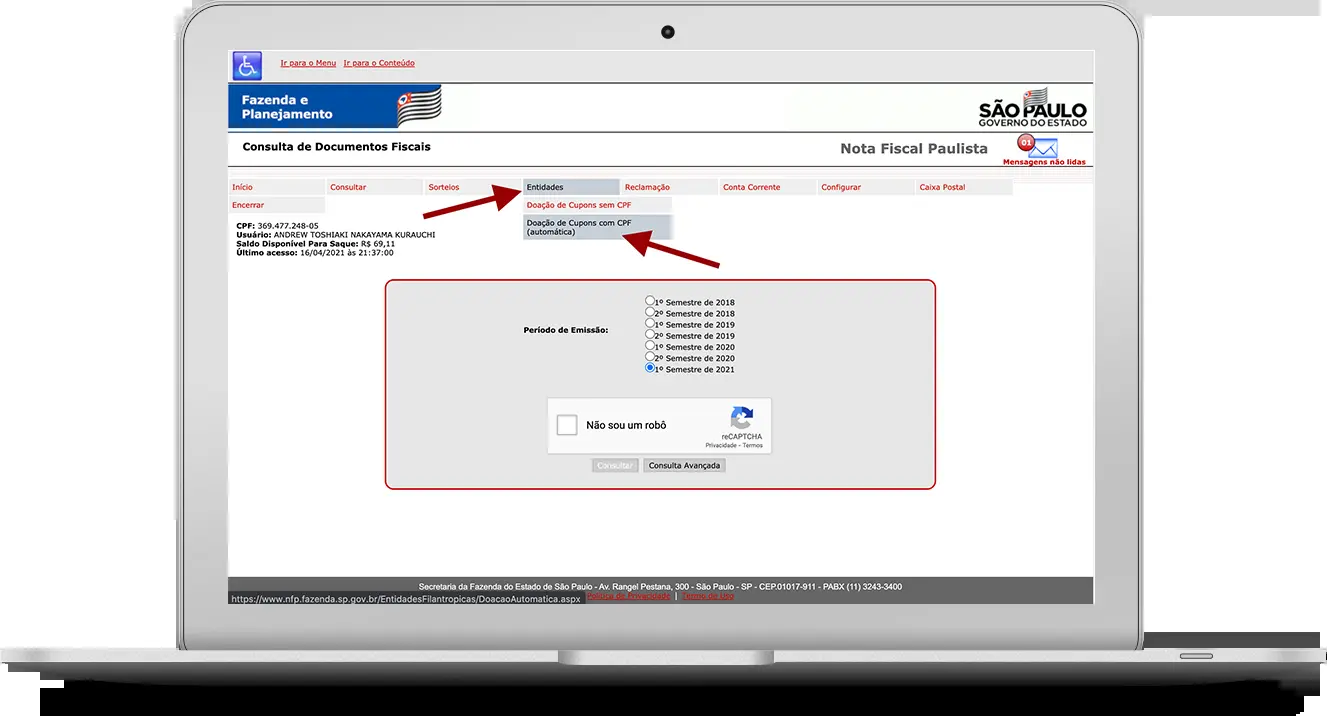 Ir para o Menu Ir para o Conteúdo
Fazenda e
Planejamento
SÃO PAULO
GOVERNO DO ESTADO
Consulta de Documentos Fiscais
Nota Fiscal Paulista
01
Mensagens não lidas
Início Consultar Sorteios Entidades Reclamação Conta Corrente Configurar Caixa Postal
Encerrar
Doação de Cupons sem CPF
Doação de Cupons com CPF
(automática)
CPF: 369.477.248-05
Usuário: ANDREW TOSHIAKI NAKAYAMA KURAUCHI
Saldo Disponível Para Saque: R$ 69,11
Último acesso: 16/04/2021 às 21:37:00
Período de Emissão:
1º Semestre de 2018
2º Semestre de 2018
1º Semestre de 2019
2º Semestre de 2019
1º Semestre de 2020
2º Semestre de 2020
1º Semestre de 2021
Não sou um robô
reCAPTCHA
Privacidade - Termos
Consultar Consulta Avançada
Secretaria da Fazenda do Estado de São Paulo - Av. Rangel Pestana, 300 - São Paulo - SP - CEP.01017-911 - PABX (11) 3243-3400
https://www.nfp.fazenda.sp.gov.br/EntidadesFilantropicas/DoacaoAutomatica.aspx Política de Privacidade | Termo de Uso